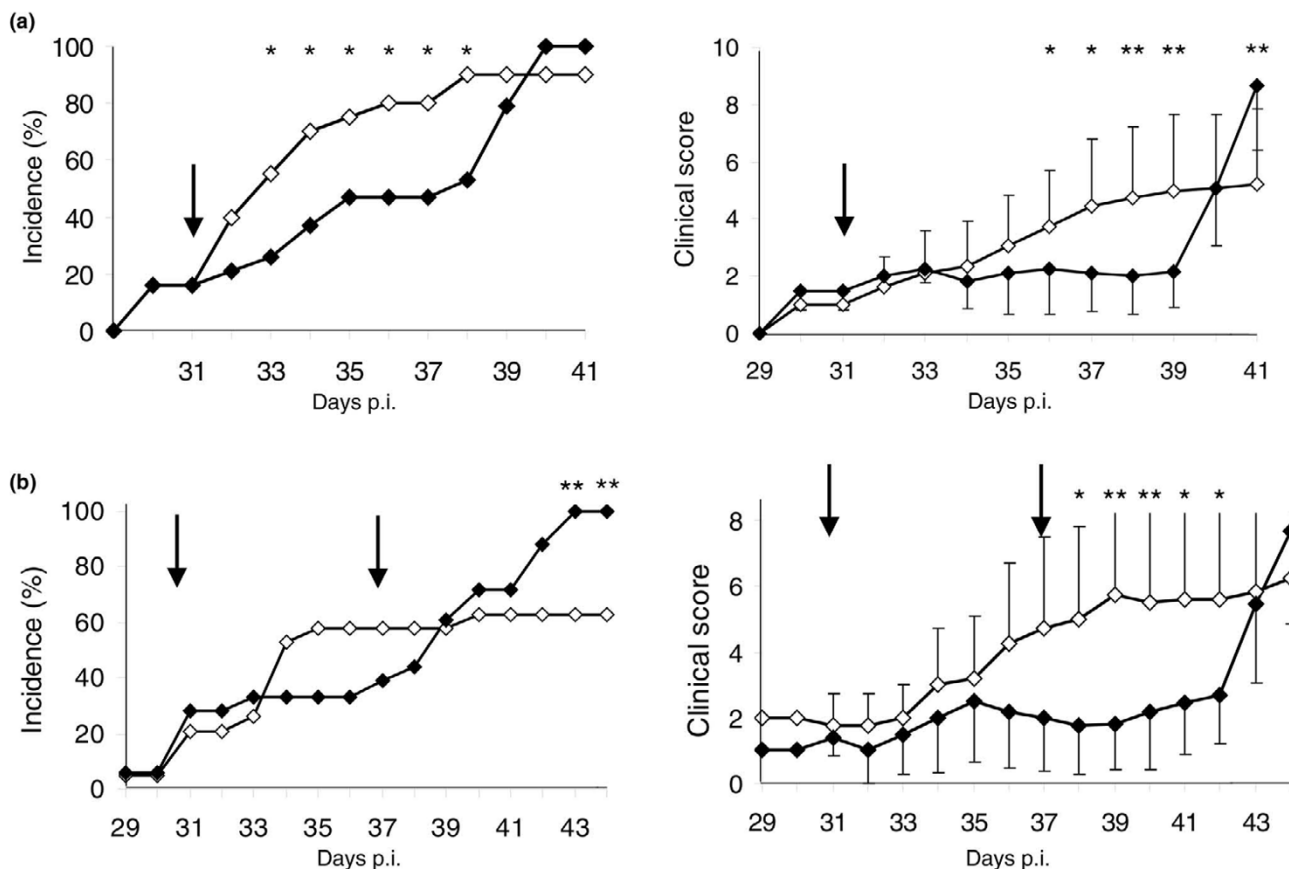 (a)
Incidence (%)
100
80
60
40
20
0
* * * * * *
31 33 35 37 39 41
Days p.i.
Clinical score
10
8
6
4
2
0
* * ** ** **
29 31 33 35 37 39 41
Days p.i.
(b)
Incidence (%)
100
80
60
40
20
0
** **
29 31 33 35 37 39 41 43
Days p.i.
Clinical score
8
6
4
2
0
* ** ** * *
29 31 33 35 37 39 41 43
Days p.i.